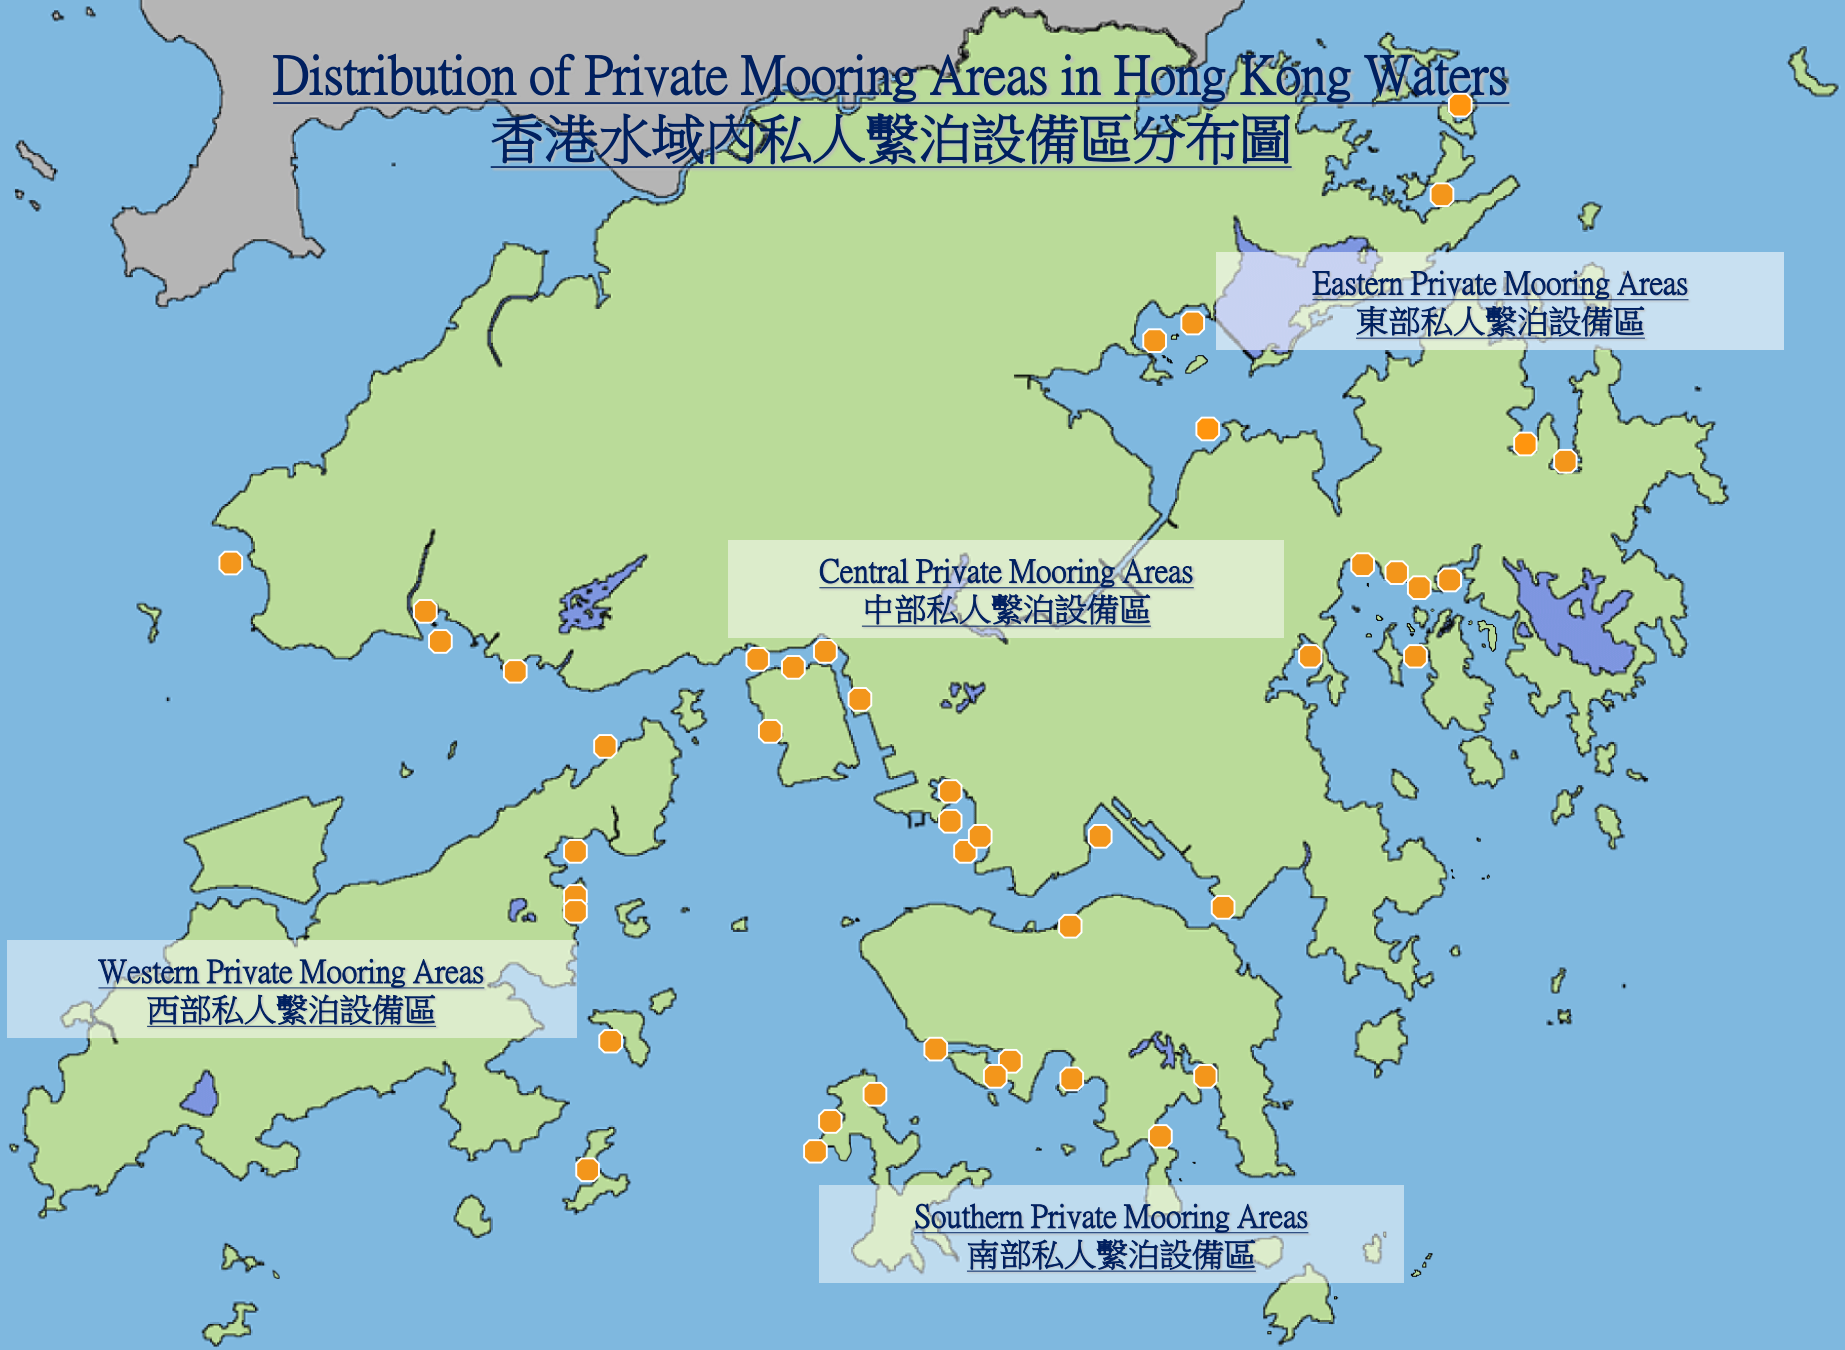 Distribution of Private Mooring Areas in Hong Kong Waters
香港水域內私人繫泊設備區分布圖
Eastern Private Mooring Areas
東部私人繫泊設備區
Central Private Mooring Areas
中部私人繫泊設備區
Western Private Mooring Areas
西部私人繫泊設備區
Southern Private Mooring Areas
南部私人繫泊設備區